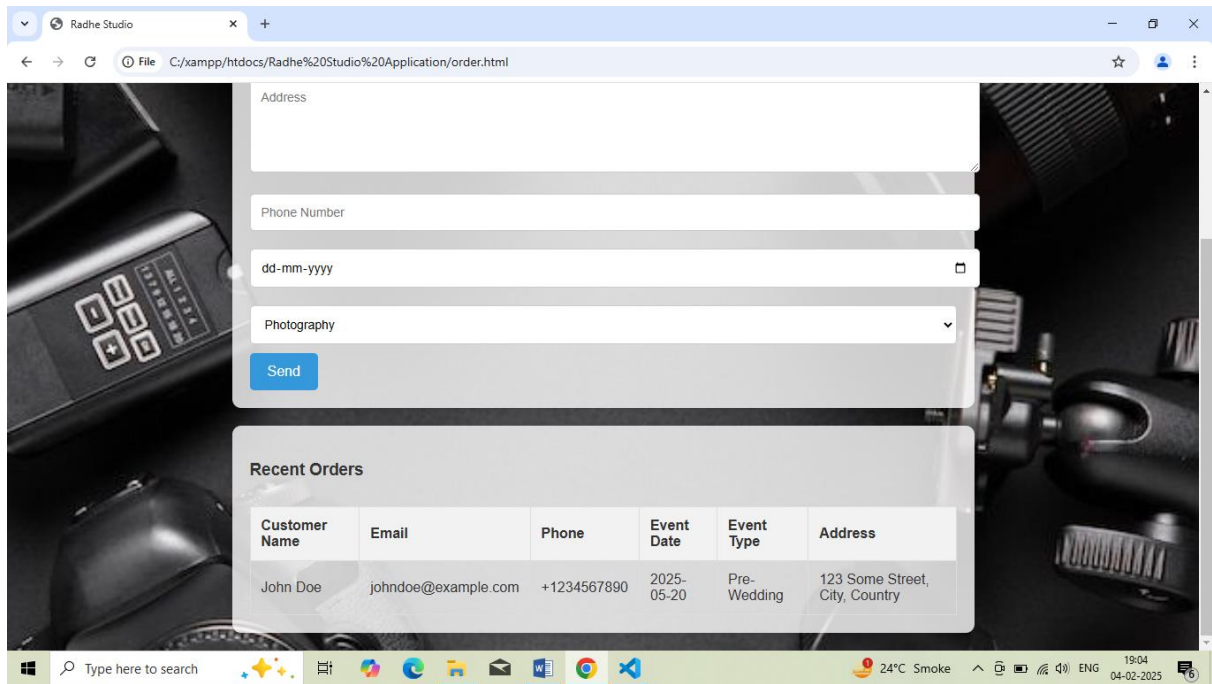 Radhe Studio
File C:/xampp/htdocs/Radhe%20Studio%20Application/order.html
Address
Phone Number
dd-mm-yyyy
Photography
Send
Recent Orders
Customer Name Email Phone Event Date Event Type Address
John Doe johndoe@example.com +1234567890 2025-05-20 Pre-Wedding 123 Some Street, City, Country
Type here to search
24°C Smoke
ENG
19:04
04-02-2025
6